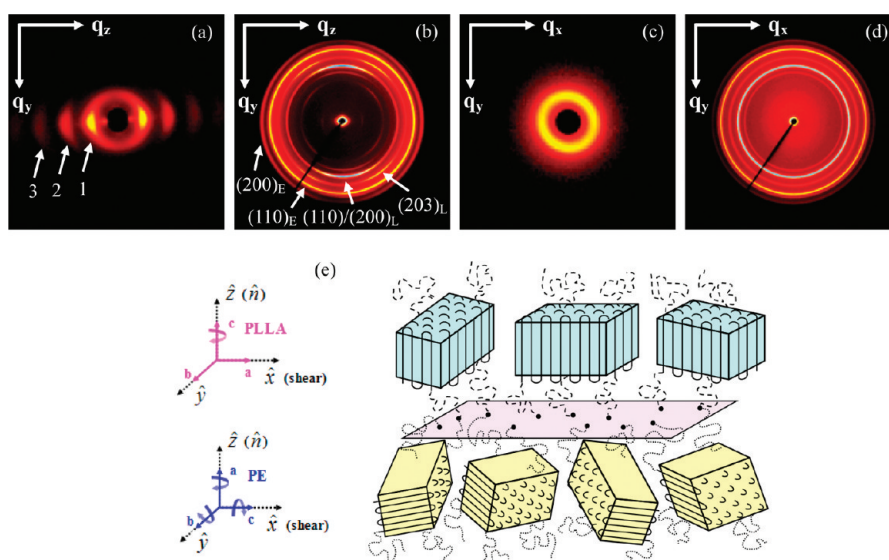 q_z (a)
q_y
3 2 1
q_z (b)
q_y
(200)_E
(110)_E (110)/(200)_L
(203)_L
q_x (c)
q_y
q_x (d)
q_y
(e)
ẑ (n̂)
c PLLA
b a x̂ (shear)
ŷ
ẑ (n̂)
a PE
b c x̂ (shear)
ŷ